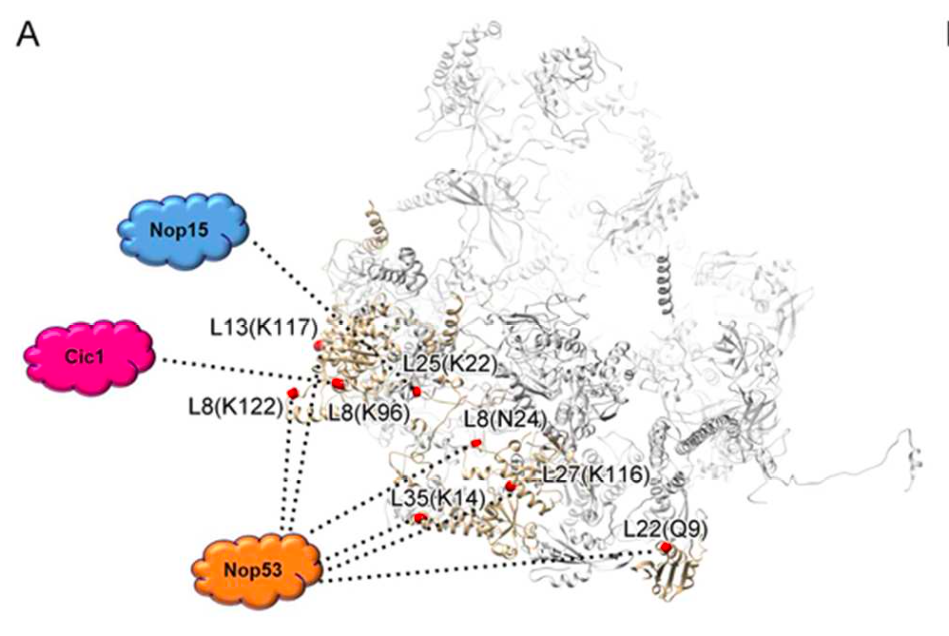 A
Nop15
L13(K117)
Cic1
L25(K22)
L8(K122)
L8(K96)
L8(N24)
L27(K116)
L35(K14)
L22(Q9)
Nop53